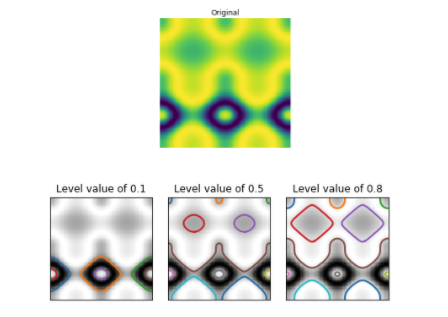 Original
Level value of 0.1
Level value of 0.5
Level value of 0.8